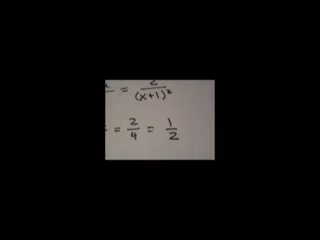 = 2/(x+1)²
= 2/4 = 1/2